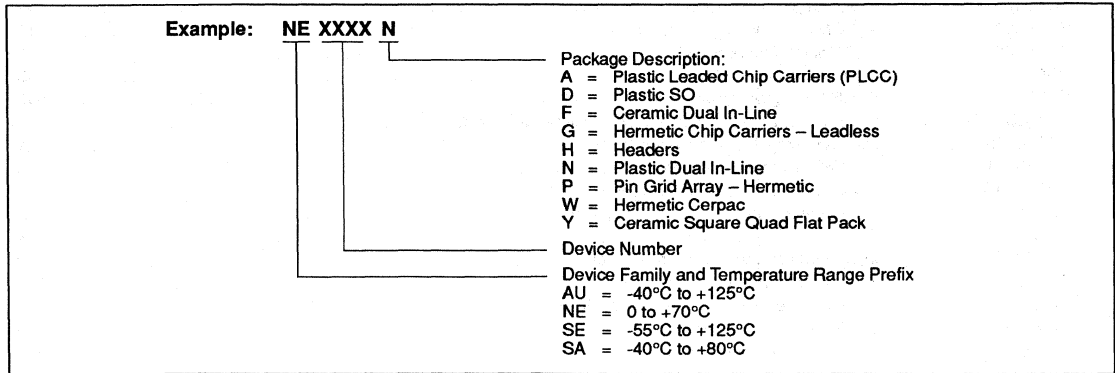 Example: NE XXXX N
Package Description:
A = Plastic Leaded Chip Carriers (PLCC)
D = Plastic SO
F = Ceramic Dual In-Line
G = Hermetic Chip Carriers – Leadless
H = Headers
N = Plastic Dual In-Line
P = Pin Grid Array – Hermetic
W = Hermetic Cerpac
Y = Ceramic Square Quad Flat Pack
Device Number
Device Family and Temperature Range Prefix
AU = -40°C to +125°C
NE = 0 to +70°C
SE = -55°C to +125°C
SA = -40°C to +80°C